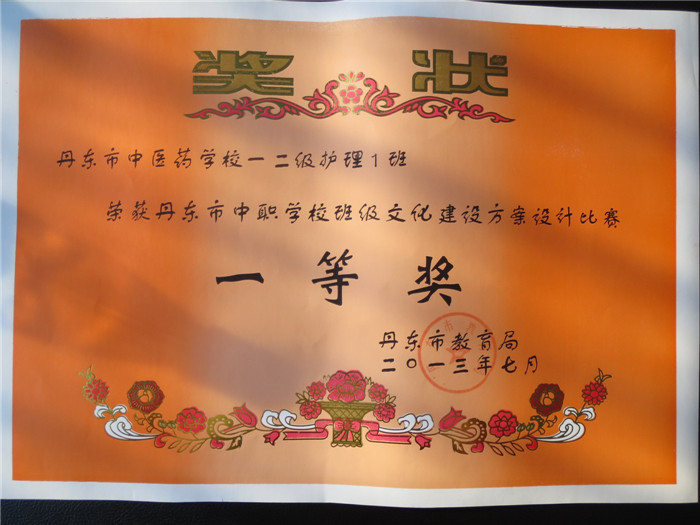 奖状
丹东市中医药学校一二级护理1班
荣获丹东市中职学校班级文化建设方案设计比赛
一等奖
丹东市教育局
二〇一三年七月